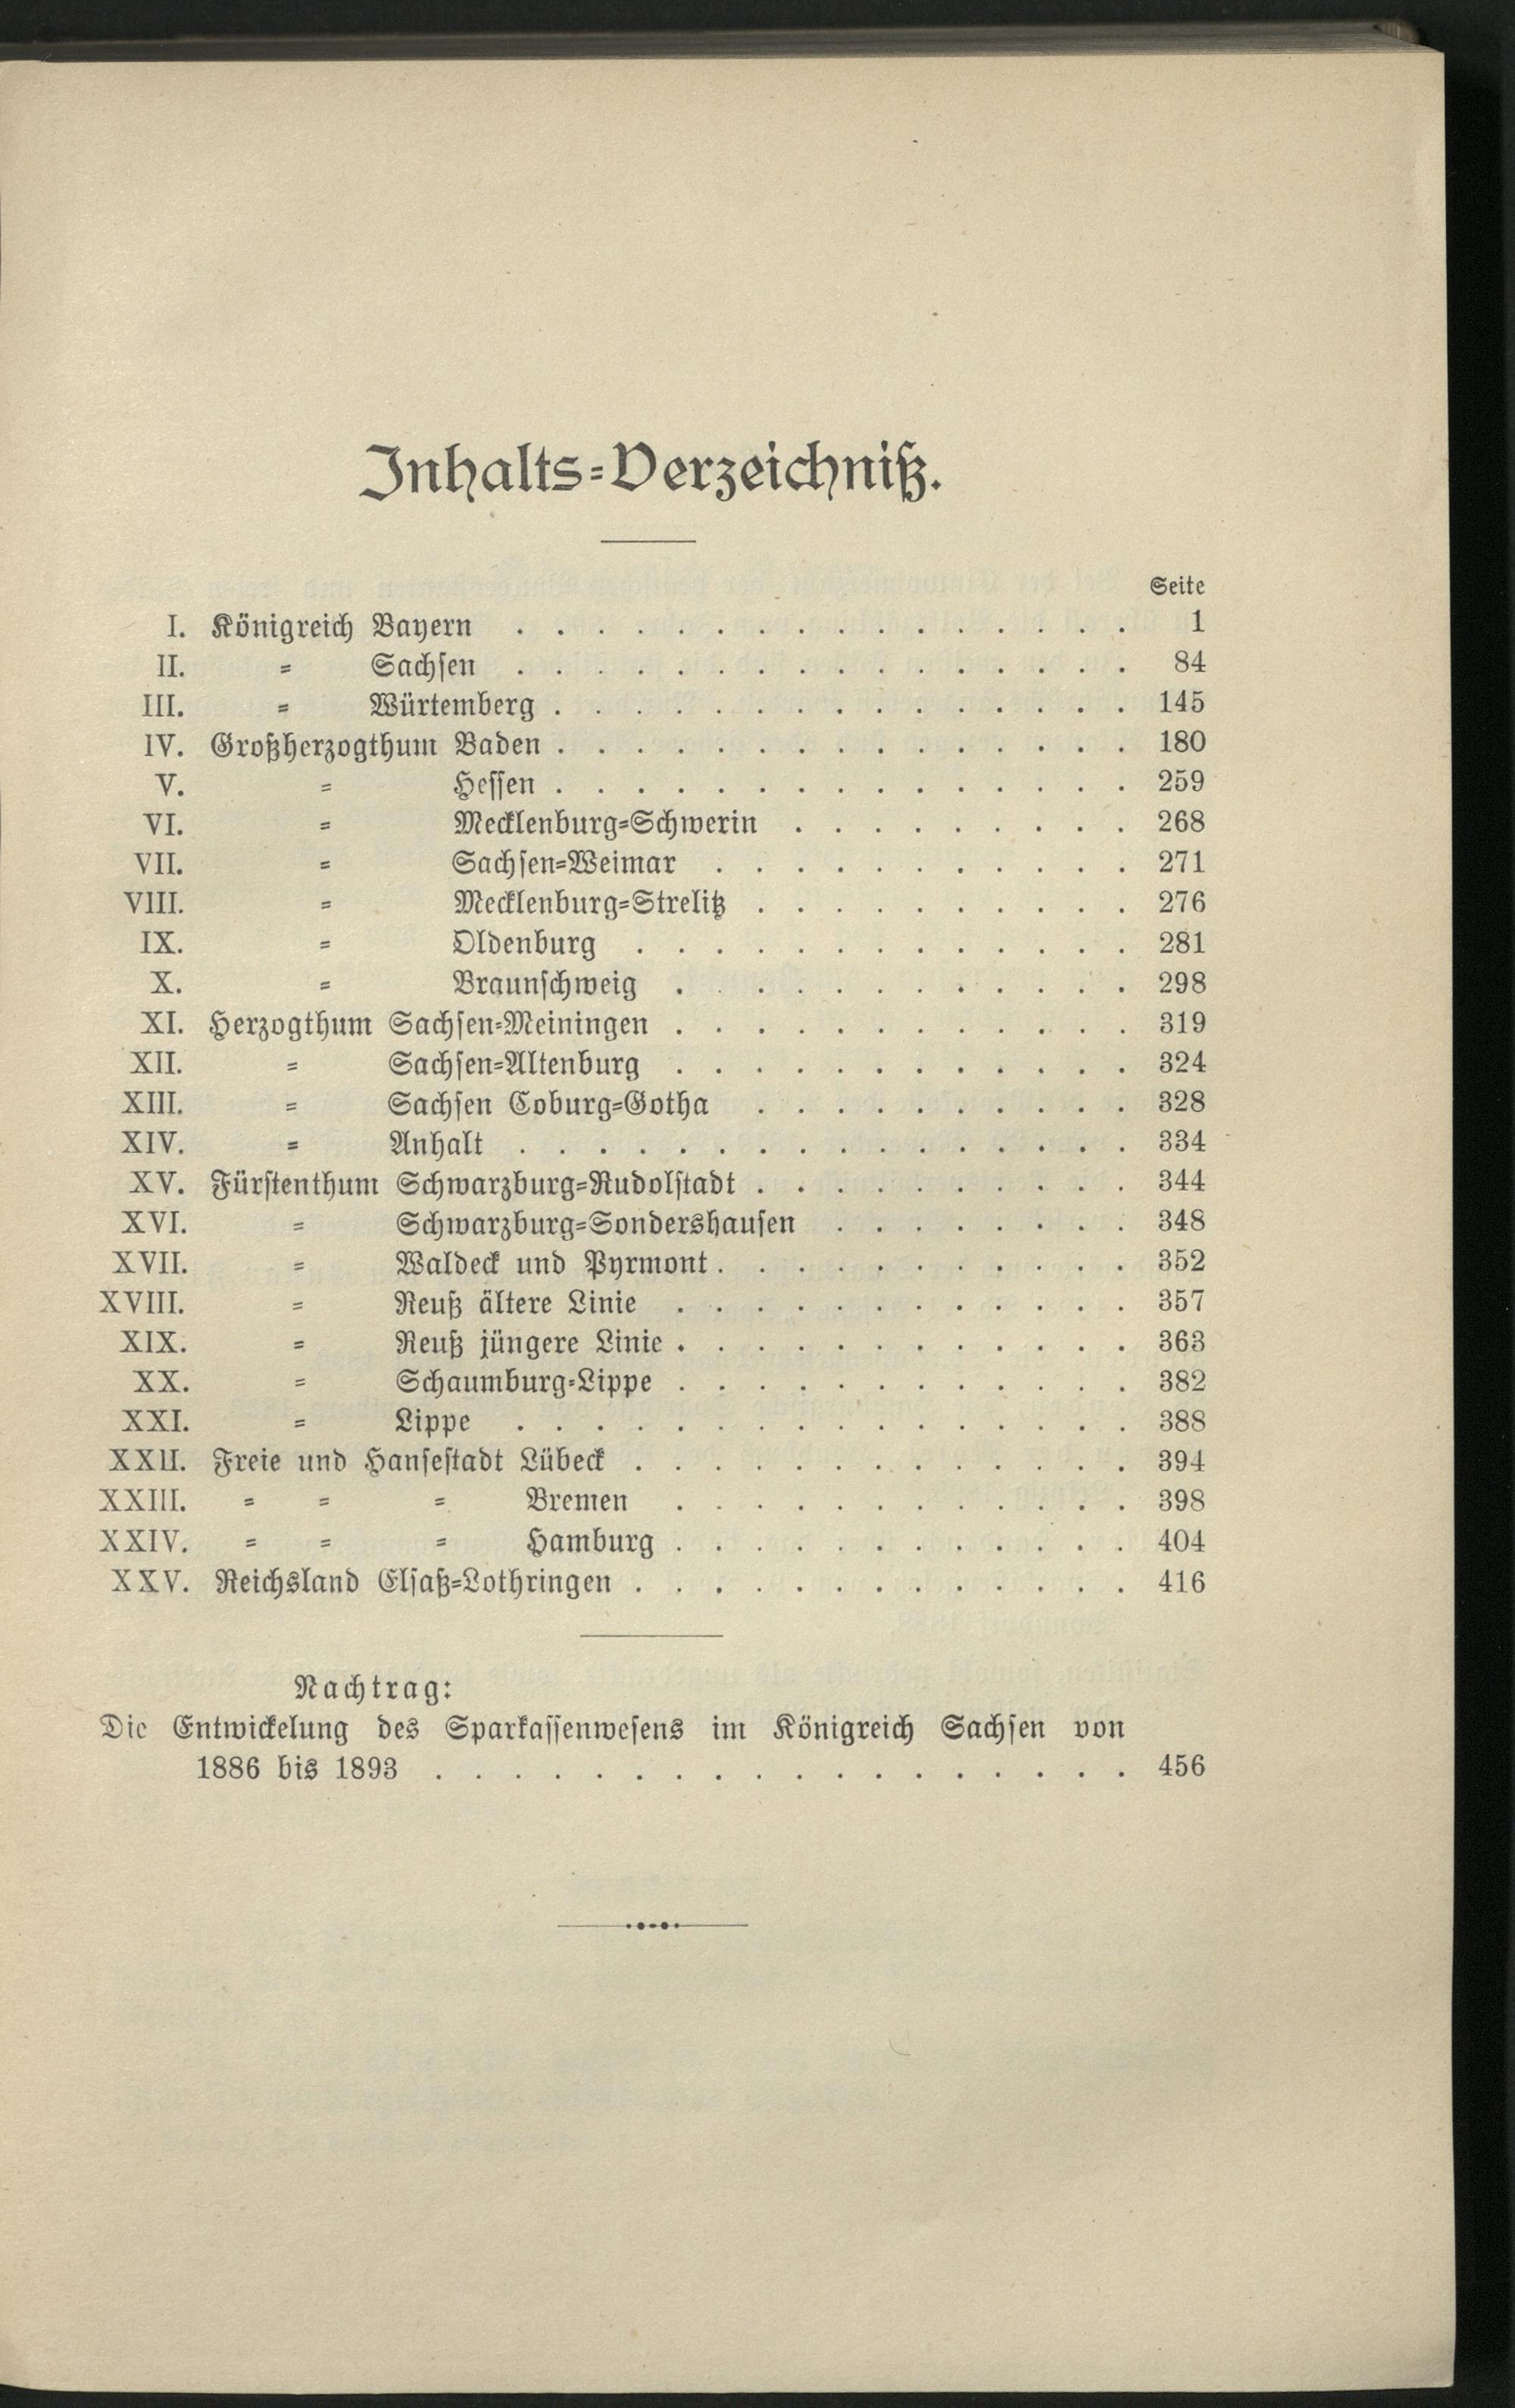 Inhalts=Verzeichniß.
Seite
I. Königreich Bayern . . . . . . . . . . . . . . . . 1
II. = Sachsen . . . . . . . . . . . . . . . . 84
III. = Würtemberg . . . . . . . . . . . . . . . 145
IV. Großherzogthum Baden . . . . . . . . . . . . . . . 180
V. = Hessen . . . . . . . . . . . . . . . 259
VI. = Mecklenburg=Schwerin . . . . . . . . . 268
VII. = Sachsen=Weimar . . . . . . . . . . . 271
VIII. = Mecklenburg=Strelitz . . . . . . . . . . 276
IX. = Oldenburg . . . . . . . . . . . . . 281
X. = Braunschweig . . . . . . . . . . . . 298
XI. Herzogthum Sachsen=Meiningen . . . . . . . . . . . . 319
XII. = Sachsen=Altenburg . . . . . . . . . . . . 324
XIII. = Sachsen Coburg=Gotha . . . . . . . . . . 328
XIV. = Anhalt . . . . . . . . . . . . . . . . 334
XV. Fürstenthum Schwarzburg=Rudolstadt . . . . . . . . . . 344
XVI. = Schwarzburg=Sondershausen . . . . . . . . 348
XVII. = Waldeck und Pyrmont . . . . . . . . . . . 352
XVIII. = Reuß ältere Linie . . . . . . . . . . . . 357
XIX. = Reuß jüngere Linie . . . . . . . . . . . . 363
XX. = Schaumburg=Lippe . . . . . . . . . . . . 382
XXI. = Lippe . . . . . . . . . . . . . . . . 388
XXII. Freie und Hansestadt Lübeck . . . . . . . . . . . . . 394
XXIII. = = = Bremen . . . . . . . . . . . . 398
XXIV. = = = Hamburg . . . . . . . . . . . . 404
XXV. Reichsland Elsaß=Lothringen . . . . . . . . . . . . . 416
Nachtrag:
Die Entwickelung des Sparkassenwesens im Königreich Sachsen von
1886 bis 1893 . . . . . . . . . . . . . . . . . . 456